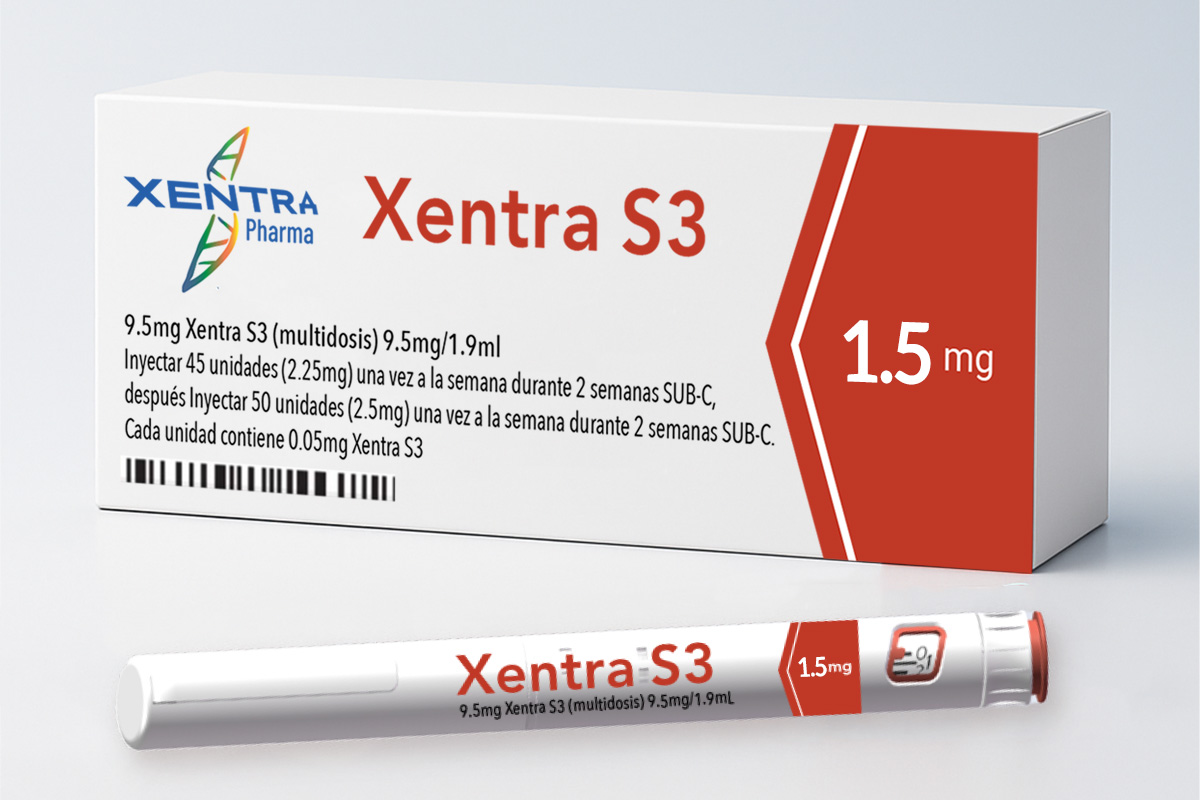 XENTRA
Pharma
Xentra S3
9.5mg Xentra S3 (multidosis) 9.5mg/1.9ml
Inyectar 45 unidades (2.25mg) una vez a la semana durante 2 semanas SUB-C,
después Inyectar 50 unidades (2.5mg) una vez a la semana durante 2 semanas SUB-C.
Cada unidad contiene 0.05mg Xentra S3
1.5 mg
Xentra S3
9.5mg Xentra S3 (multidosis) 9.5mg/1.9mL
1.5mg